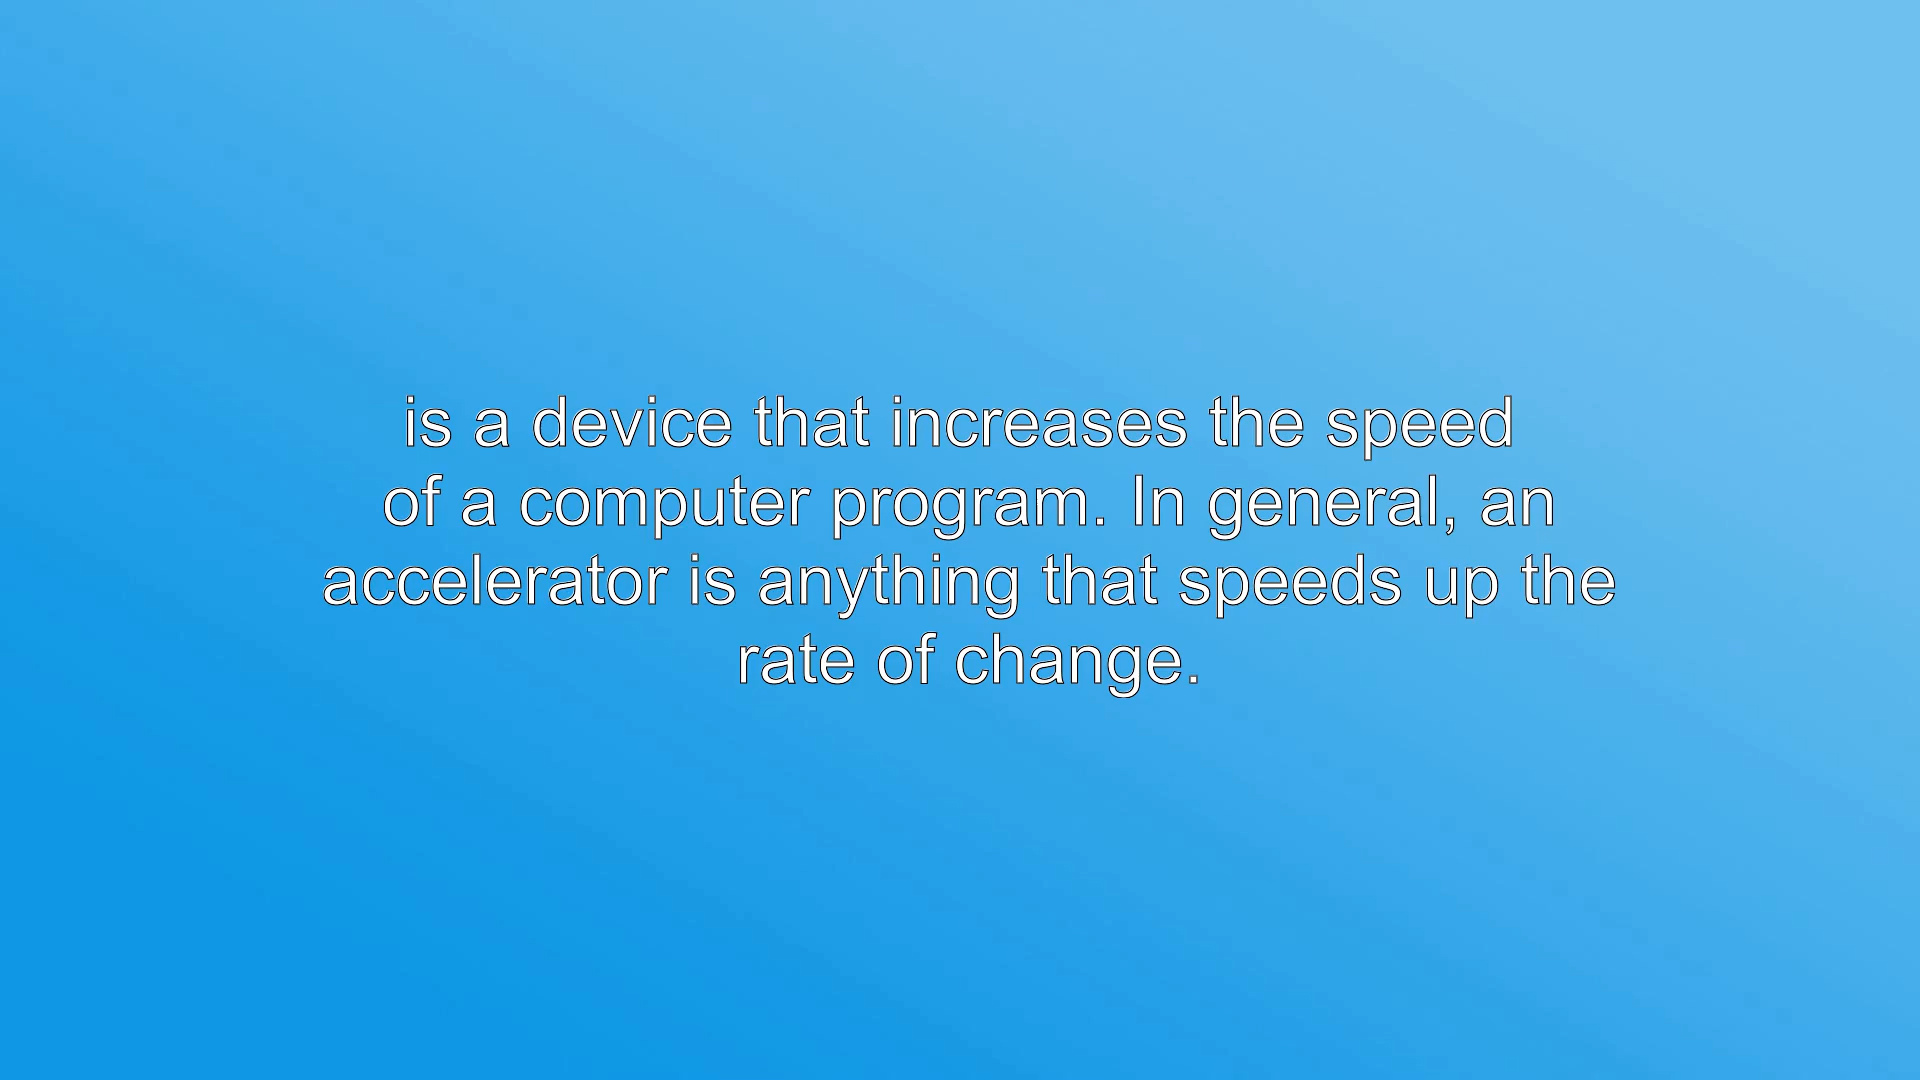 is a device that increases the speed
of a computer program. In general, an
accelerator is anything that speeds up the
rate of change.